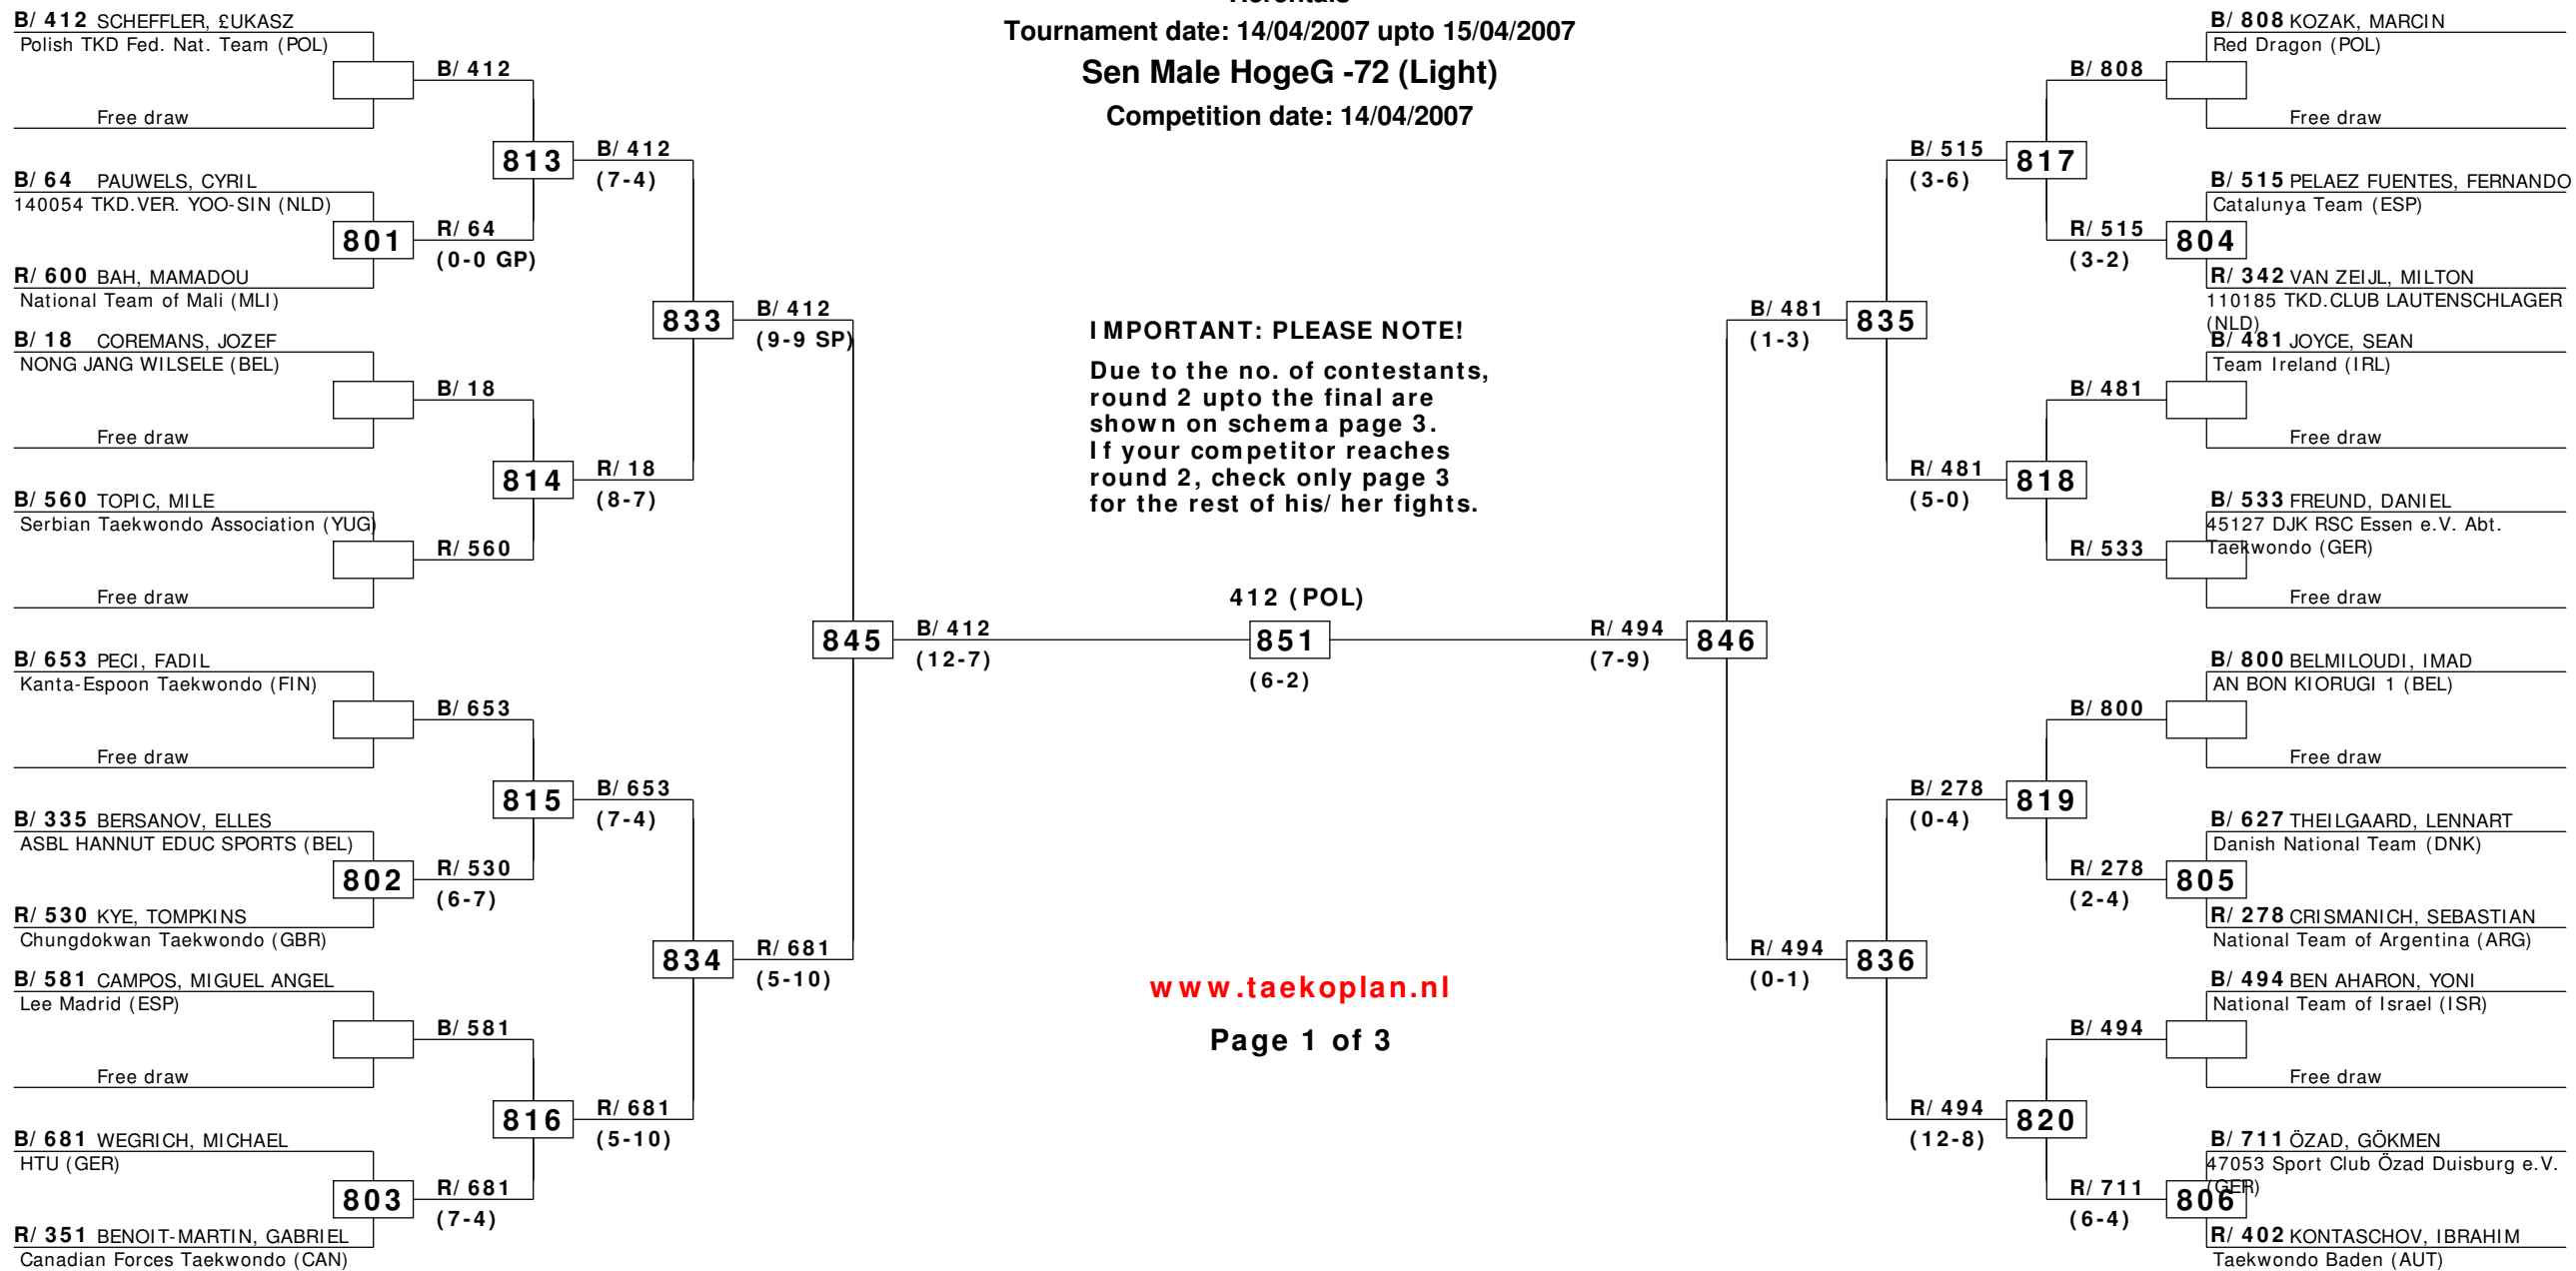 Tournament date: 14/04/2007 upto 15/04/2007
Sen Male HogeG -72 (Light)
Competition date: 14/04/2007
B/ 412 SCHEFFLER, £UKASZ
Polish TKD Fed. Nat. Team (POL)
Free draw
B/ 64 PAUWELS, CYRIL
140054 TKD.VER. YOO-SIN (NLD)
801
R/ 600 BAH, MAMADOU
National Team of Mali (MLI)
B/ 18 COREMANS, JOZEF
NONG JANG WILSELE (BEL)
Free draw
B/ 560 TOPIC, MILE
Serbian Taekwondo Association (YUG)
Free draw
B/ 653 PECI, FADIL
Kanta-Espoon Taekwondo (FIN)
Free draw
B/ 335 BERSANOV, ELLES
ASBL HANNUT EDUC SPORTS (BEL)
802
R/ 530 KYE, TOMPKINS
Chungdokwan Taekwondo (GBR)
B/ 581 CAMPOS, MIGUEL ANGEL
Lee Madrid (ESP)
Free draw
B/ 681 WEGRICH, MICHAEL
HTU (GER)
803
R/ 351 BENOIT-MARTIN, GABRIEL
Canadian Forces Taekwondo (CAN)
B/ 412
813
R/ 64
(0-0 GP)
B/ 18
814
R/ 560
B/ 653
815
R/ 530
(6-7)
B/ 581
816
R/ 681
(7-4)
B/ 412
(7-4)
833
R/ 18
(8-7)
B/ 653
(7-4)
834
R/ 681
(5-10)
B/ 412
(9-9 SP)
845
R/ 681
(5-10)
B/ 412
(12-7)
IMPORTANT: PLEASE NOTE!
Due to the no. of contestants,
round 2 upto the final are
shown on schema page 3.
If your competitor reaches
round 2, check only page 3
for the rest of his/ her fights.
412 (POL)
851
(6-2)
www.taekoplan.nl
Page 1 of 3
R/ 494
(7-9)
B/ 481
(1-3)
846
R/ 494
(0-1)
B/ 515
(3-6)
835
R/ 481
(5-0)
B/ 278
(0-4)
836
R/ 494
(12-8)
B/ 808
817
R/ 515
(3-2)
B/ 481
818
R/ 533
B/ 800
819
R/ 278
(2-4)
B/ 494
820
R/ 711
(6-4)
B/ 808 KOZAK, MARCIN
Red Dragon (POL)
Free draw
B/ 515 PELAEZ FUENTES, FERNANDO
Catalunya Team (ESP)
804
R/ 342 VAN ZEIJL, MILTON
110185 TKD.CLUB LAUTENSCHLAGER
(NLD)
B/ 481 JOYCE, SEAN
Team Ireland (IRL)
Free draw
B/ 533 FREUND, DANIEL
45127 DJK RSC Essen e.V. Abt.
Taekwondo (GER)
Free draw
B/ 800 BELMILOUDI, IMAD
AN BON KIORUGI 1 (BEL)
Free draw
B/ 627 THEILGAARD, LENNART
Danish National Team (DNK)
805
R/ 278 CRISMANICH, SEBASTIAN
National Team of Argentina (ARG)
B/ 494 BEN AHARON, YONI
National Team of Israel (ISR)
Free draw
B/ 711 ÖZAD, GÖKMEN
47053 Sport Club Özad Duisburg e.V.
(GER)
806
R/ 402 KONTASCHOV, IBRAHIM
Taekwondo Baden (AUT)